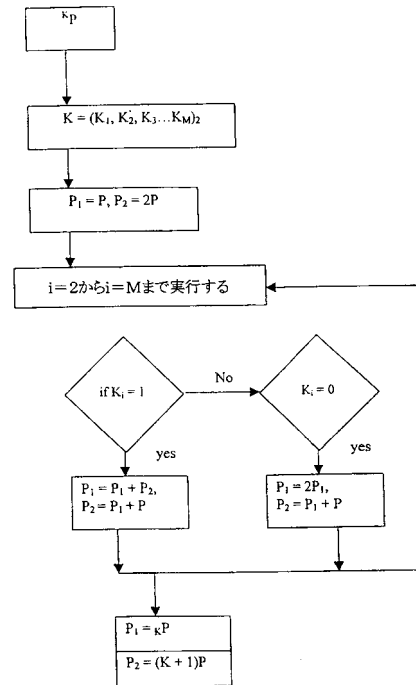 KP
K = (K1, K2, K3...KM)2
P1 = P, P2 = 2P
i=2からi=Mまで実行する
if Ki = 1
No
Ki = 0
yes
yes
P1 = P1 + P2,
P2 = P1 + P
P1 = 2P1,
P2 = P1 + P
P1 = KP
P2 = (K + 1)P